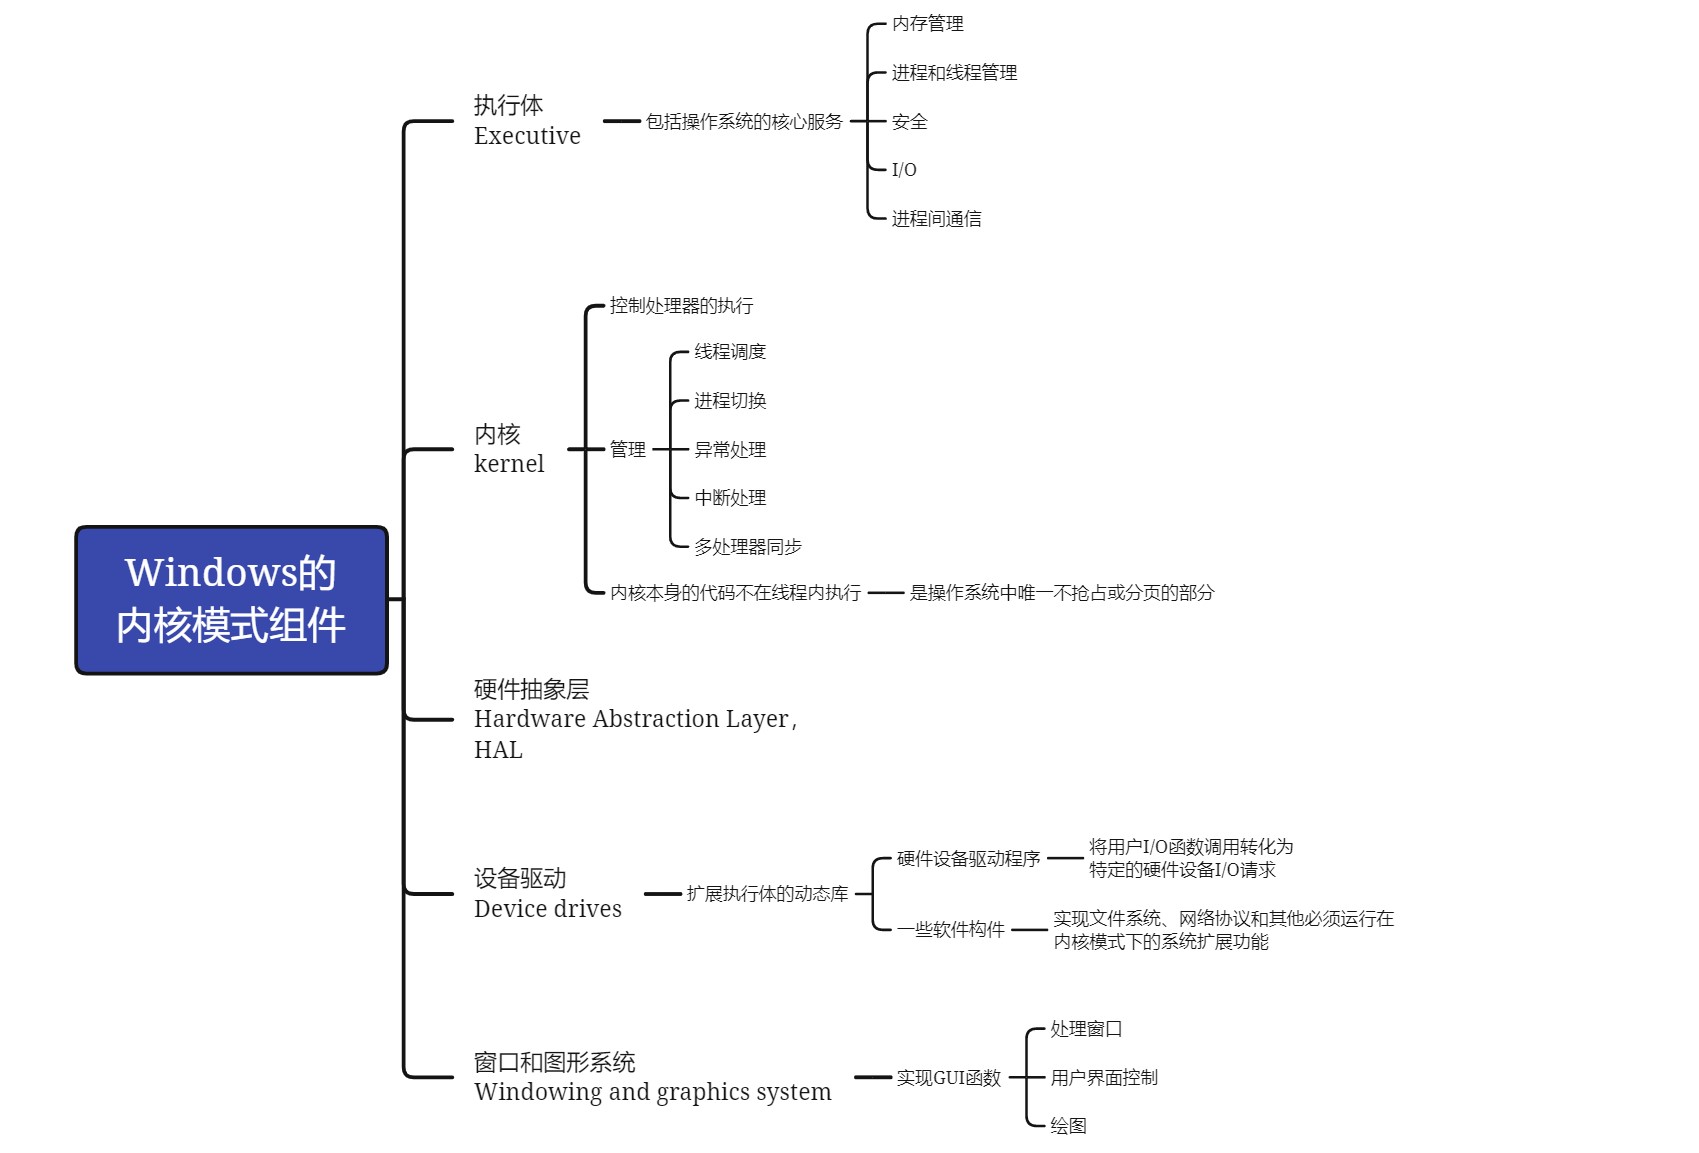 Windows的
内核模式组件
执行体
Executive
包括操作系统的核心服务
内存管理
进程和线程管理
安全
I/O
进程间通信
内核
kernel
控制处理器的执行
管理
线程调度
进程切换
异常处理
中断处理
多处理器同步
内核本身的代码不在线程内执行
是操作系统中唯一不抢占或分页的部分
硬件抽象层
Hardware Abstraction Layer，
HAL
设备驱动
Device drives
扩展执行体的动态库
硬件设备驱动程序
将用户I/O函数调用转化为
特定的硬件设备I/O请求
一些软件构件
实现文件系统、网络协议和其他必须运行在
内核模式下的系统扩展功能
窗口和图形系统
Windowing and graphics system
实现GUI函数
处理窗口
用户界面控制
绘图